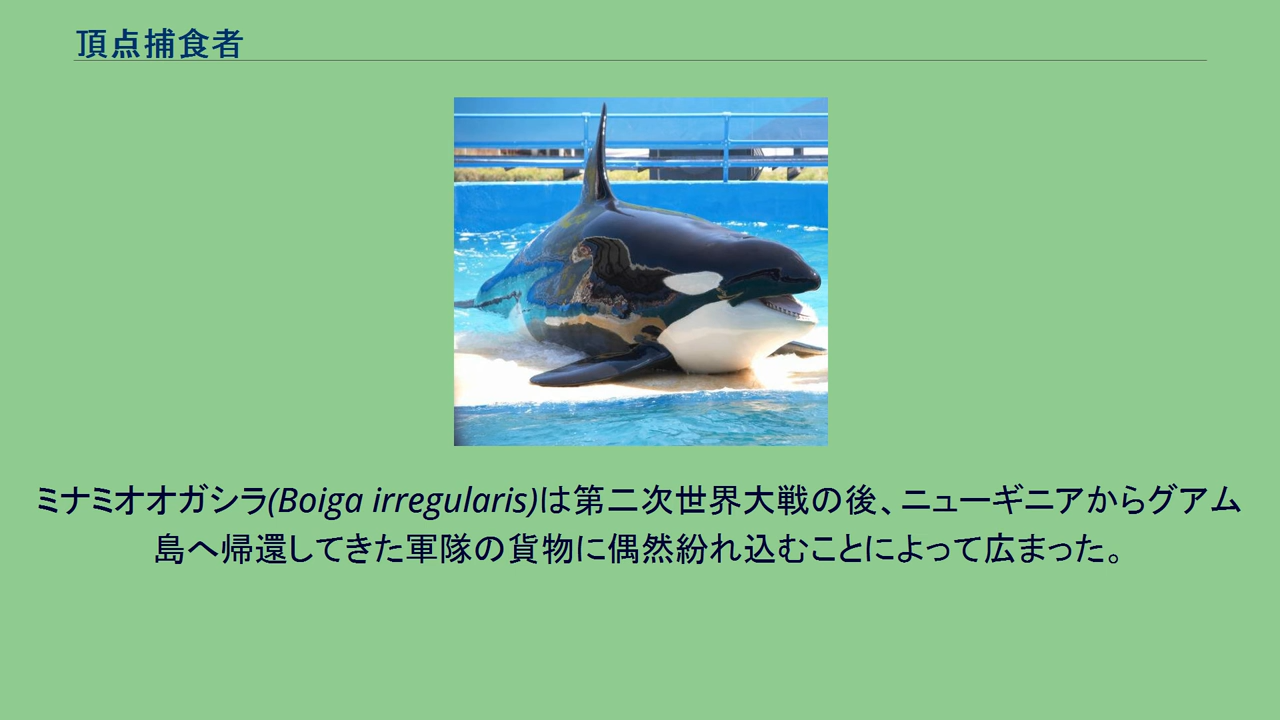 頂点捕食者
ミナミオオガシラ(Boiga irregularis)は第二次世界大戦の後、ニューギニアからグアム
島へ帰還してきた軍隊の貨物に偶然紛れ込むことによって広まった。